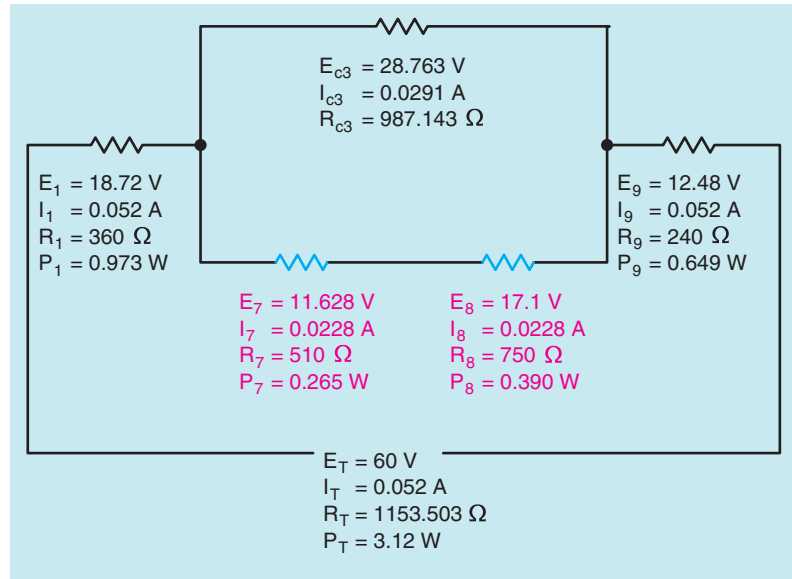 E_c3 = 28.763 V
I_c3 = 0.0291 A
R_c3 = 987.143 Ω
E_1 = 18.72 V
I_1 = 0.052 A
R_1 = 360 Ω
P_1 = 0.973 W
E_9 = 12.48 V
I_9 = 0.052 A
R_9 = 240 Ω
P_9 = 0.649 W
E_7 = 11.628 V
I_7 = 0.0228 A
R_7 = 510 Ω
P_7 = 0.265 W
E_8 = 17.1 V
I_8 = 0.0228 A
R_8 = 750 Ω
P_8 = 0.390 W
E_T = 60 V
I_T = 0.052 A
R_T = 1153.503 Ω
P_T = 3.12 W